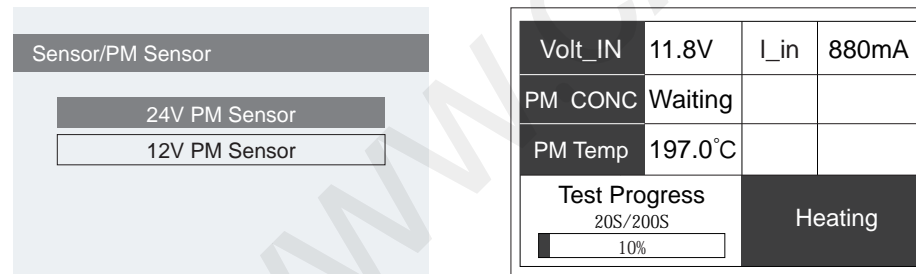 Sensor/PM Sensor
24V PM Sensor
12V PM Sensor
Volt_IN 11.8V I_in 880mA
PM CONC Waiting
PM Temp 197.0°C
Test Progress
20S/200S
10%
Heating